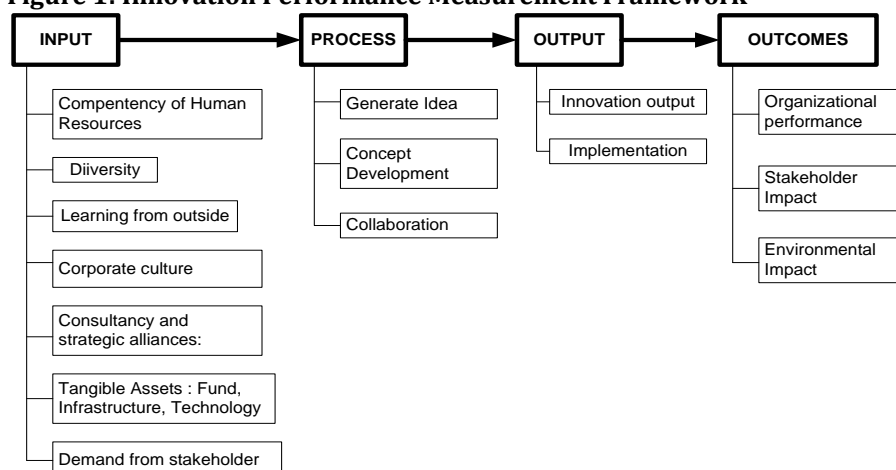 Figure 1: Innovation Performance Measurement Framework
INPUT
PROCESS
OUTPUT
OUTCOMES
Compentency of Human
Resources
Diiversity
Learning from outside
Corporate culture
Consultancy and
strategic alliances:
Tangible Assets : Fund,
Infrastructure, Technology
Demand from stakeholder
Generate Idea
Concept
Development
Collaboration
Innovation output
Implementation
Organizational
performance
Stakeholder
Impact
Environmental
Impact